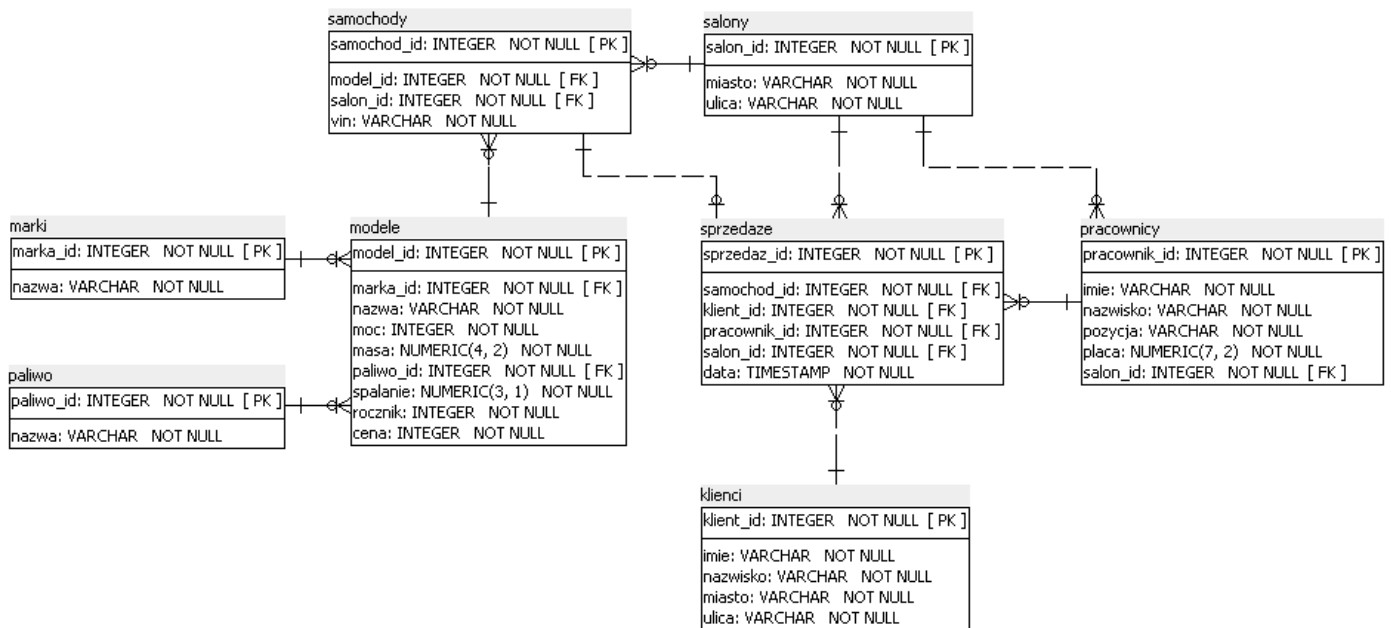 samochody
samochod_id: INTEGER NOT NULL [ PK ]
model_id: INTEGER NOT NULL [ FK ]
salon_id: INTEGER NOT NULL [ FK ]
vin: VARCHAR NOT NULL
salony
salon_id: INTEGER NOT NULL [ PK ]
miasto: VARCHAR NOT NULL
ulica: VARCHAR NOT NULL
marki
marka_id: INTEGER NOT NULL [ PK ]
nazwa: VARCHAR NOT NULL
modele
model_id: INTEGER NOT NULL [ PK ]
marka_id: INTEGER NOT NULL [ FK ]
nazwa: VARCHAR NOT NULL
moc: INTEGER NOT NULL
masa: NUMERIC(4, 2) NOT NULL
paliwo_id: INTEGER NOT NULL [ FK ]
spalanie: NUMERIC(3, 1) NOT NULL
rocznik: INTEGER NOT NULL
cena: INTEGER NOT NULL
sprzedaze
sprzedaz_id: INTEGER NOT NULL [ PK ]
samochod_id: INTEGER NOT NULL [ FK ]
klient_id: INTEGER NOT NULL [ FK ]
pracownik_id: INTEGER NOT NULL [ FK ]
salon_id: INTEGER NOT NULL [ FK ]
data: TIMESTAMP NOT NULL
pracownicy
pracownik_id: INTEGER NOT NULL [ PK ]
imie: VARCHAR NOT NULL
nazwisko: VARCHAR NOT NULL
pozycja: VARCHAR NOT NULL
placa: NUMERIC(7, 2) NOT NULL
salon_id: INTEGER NOT NULL [ FK ]
paliwo
paliwo_id: INTEGER NOT NULL [ PK ]
nazwa: VARCHAR NOT NULL
klienci
klient_id: INTEGER NOT NULL [ PK ]
imie: VARCHAR NOT NULL
nazwisko: VARCHAR NOT NULL
miasto: VARCHAR NOT NULL
ulica: VARCHAR NOT NULL